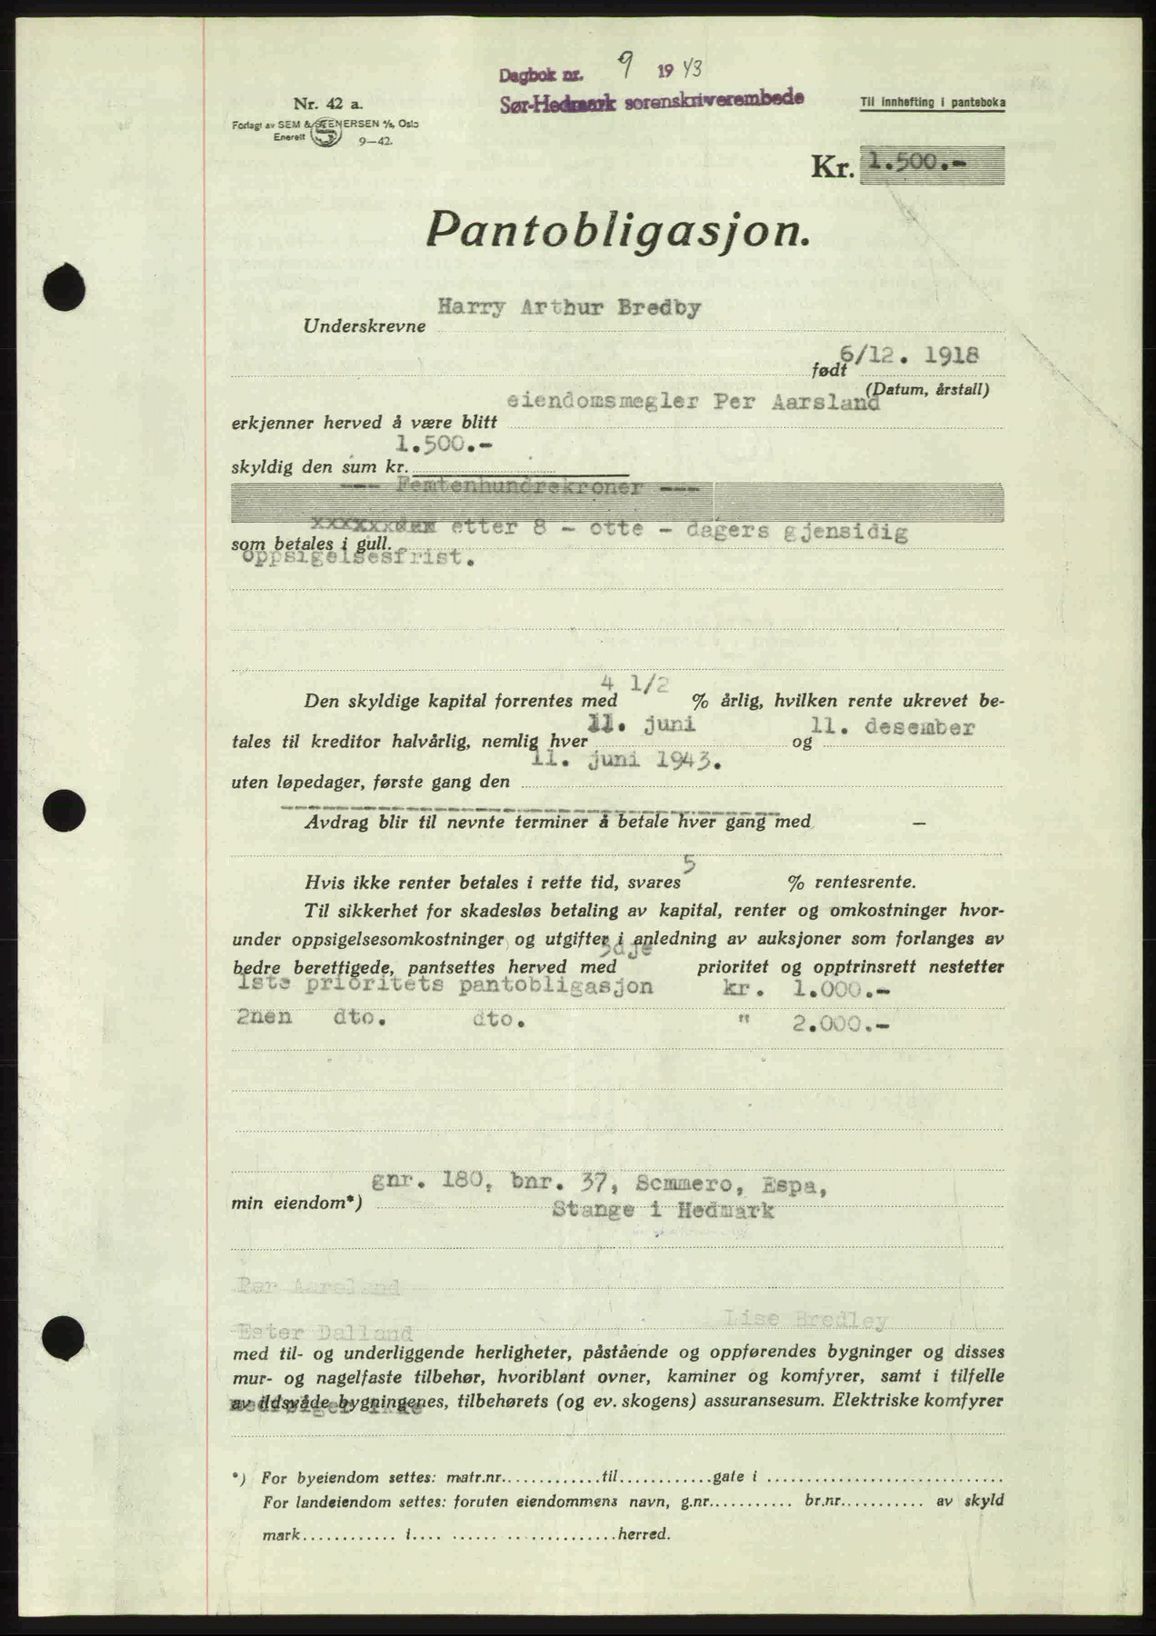 Dagbok nr. 9 1943
Sør-Hedmark sorenskriverembede
Til innhefting i panteboka
Nr. 42 a.
Forlagt av SEM & STENERSEN A/S, Oslo
Enerett
9-42.
Kr. 1.500.-
Pantobligasjon.
Harry Arthur Bredby
Underskrevne
6/12. 1918
født
(Datum, årstall)
eiendomsmegler Per Aarsland
erkjenner herved å være blitt
1.500.-
skyldig den sum kr.
--- Femtenhundrekroner ---
etter 8 - otte - dagers gjensidig
som betales i gull.
oppsigelsesfrist.
4 1/2
Den skyldige kapital forrentes med % årlig, hvilken rente ukrevet be-
11. juni 11. desember
tales til kreditor halvårlig, nemlig hver og
11. juni 1943.
uten løpedager, første gang den
Avdrag blir til nevnte terminer å betale hver gang med -
5
Hvis ikke renter betales i rette tid, svares % rentesrente.
Til sikkerhet for skadesløs betaling av kapital, renter og omkostninger hvor-
under oppsigelsesomkostninger og utgifter i anledning av auksjoner som forlanges av
3dje
bedre berettigede, pantsettes herved med prioritet og opptrinsrett nestetter
1ste prioritets pantobligasjon kr. 1.000.-
2nen dto. dto. " 2.000.-
gnr. 180, bnr. 37, Sommero, Espa,
min eiendom*)
Stange i Hedmark
Per Aarsland
Lise Bredley
Ester Dalland
med til- og underliggende herligheter, påstående og oppførendes bygninger og disses
mur- og nagelfaste tilbehør, hvoriblant ovner, kaminer og komfyrer, samt i tilfelle
av ildsvåde bygningenes, tilbehørets (og ev. skogens) assuransesum. Elektriske komfyrer
medfølger ikke
*) For byeiendom settes: matr.nr.............til............gate i ..............................
For landeiendom settes: foruten eiendommens navn, g.nr........... br.nr........... av skyld
mark............ i.... ...... ...................herred.